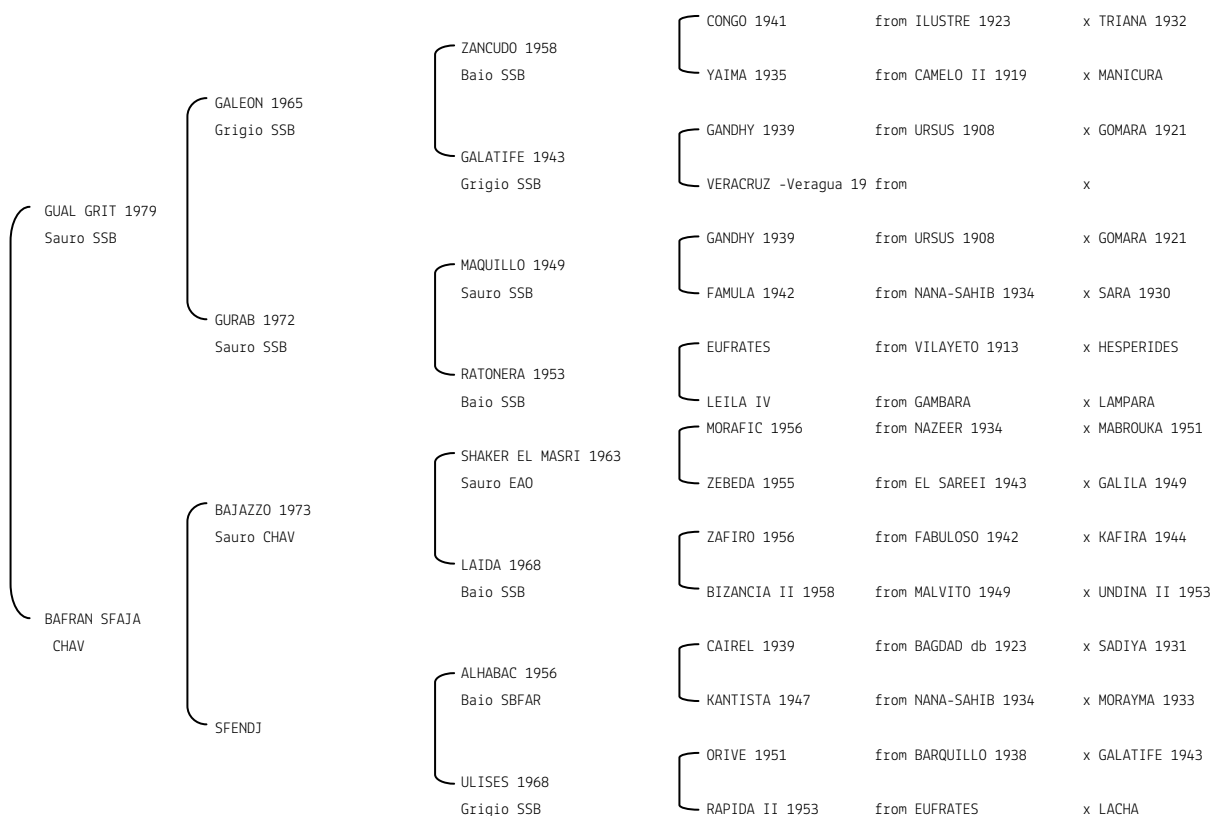 CONGO 1941 from ILUSTRE 1923 x TRIANA 1932
ZANCUDO 1958
Baio SSB YAIMA 1935 from CAMELO II 1919 x MANICURA
GALEON 1965
Grigio SSB GANDHY 1939 from URSUS 1908 x GOMARA 1921
GALATIFE 1943
Grigio SSB VERACRUZ -Veragua 19 from x
GUAL GRIT 1979
Sauro SSB GANDHY 1939 from URSUS 1908 x GOMARA 1921
MAQUILLO 1949
Sauro SSB FAMULA 1942 from NANA-SAHIB 1934 x SARA 1930
GURAB 1972
Sauro SSB EUFRATES from VILAYETO 1913 x HESPERIDES
RATONERA 1953
Baio SSB LEILA IV from GAMBARA x LAMPARA
MORAFIC 1956 from NAZEER 1934 x MABROUKA 1951
SHAKER EL MASRI 1963
Sauro EAO ZEBEDA 1955 from EL SAREEI 1943 x GALILA 1949
BAJAZZO 1973
Sauro CHAV ZAFIRO 1956 from FABULOSO 1942 x KAFIRA 1944
LAIDA 1968
Baio SSB BIZANCIA II 1958 from MALVITO 1949 x UNDINA II 1953
BAFRAN SFAJA
CHAV CAIREL 1939 from BAGDAD db 1923 x SADIYA 1931
ALHABAC 1956
Baio SBFAR KANTISTA 1947 from NANA-SAHIB 1934 x MORAYMA 1933
SFENDJ
ORIVE 1951 from BARQUILLO 1938 x GALATIFE 1943
ULISES 1968
Grigio SSB RAPIDA II 1953 from EUFRATES x LACHA